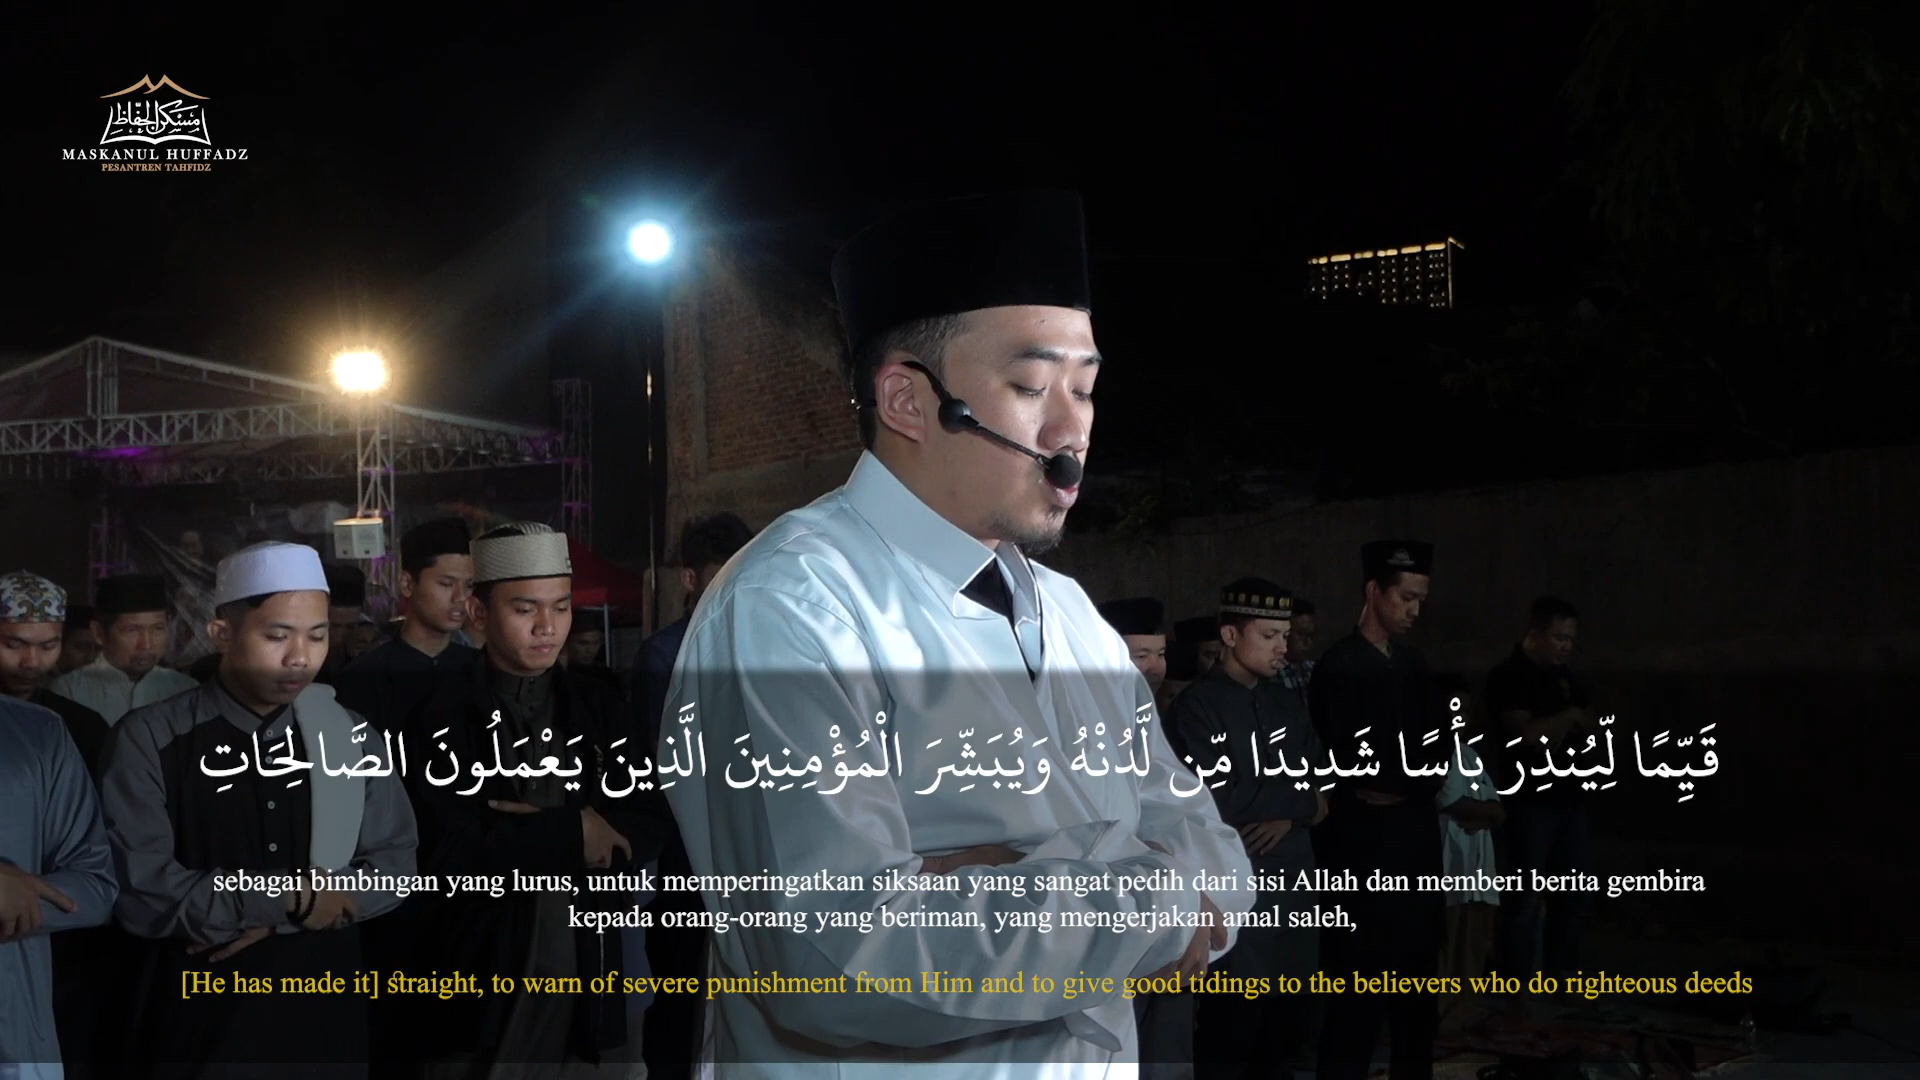 مسكن الحفاظ
MASKANUL HUFFADZ
PESANTREN TAHFIDZ
قَيِّمًا لِّيُنذِرَ بَأْسًا شَدِيدًا مِّن لَّدُنْهُ وَيُبَشِّرَ الْمُؤْمِنِينَ الَّذِينَ يَعْمَلُونَ الصَّالِحَاتِ
sebagai bimbingan yang lurus, untuk memperingatkan siksaan yang sangat pedih dari sisi Allah dan memberi berita gembira
kepada orang-orang yang beriman, yang mengerjakan amal saleh,
[He has made it] straight, to warn of severe punishment from Him and to give good tidings to the believers who do righteous deeds